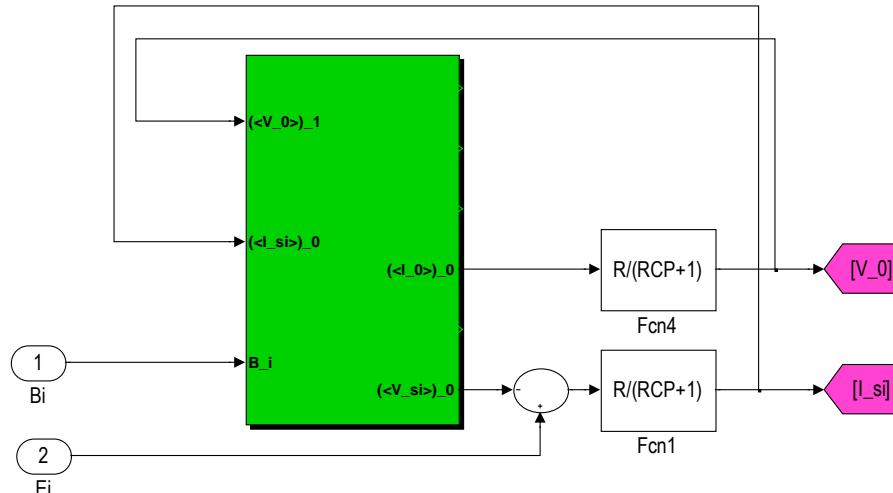 (<V_0>)_1
(<I_si>)_0
(<I_0>)_0
R/(RCP+1)
[V_0]
Fcn4
1
B_i
Bi
(<V_si>)_0
-
+
R/(RCP+1)
[I_si]
Fcn1
2